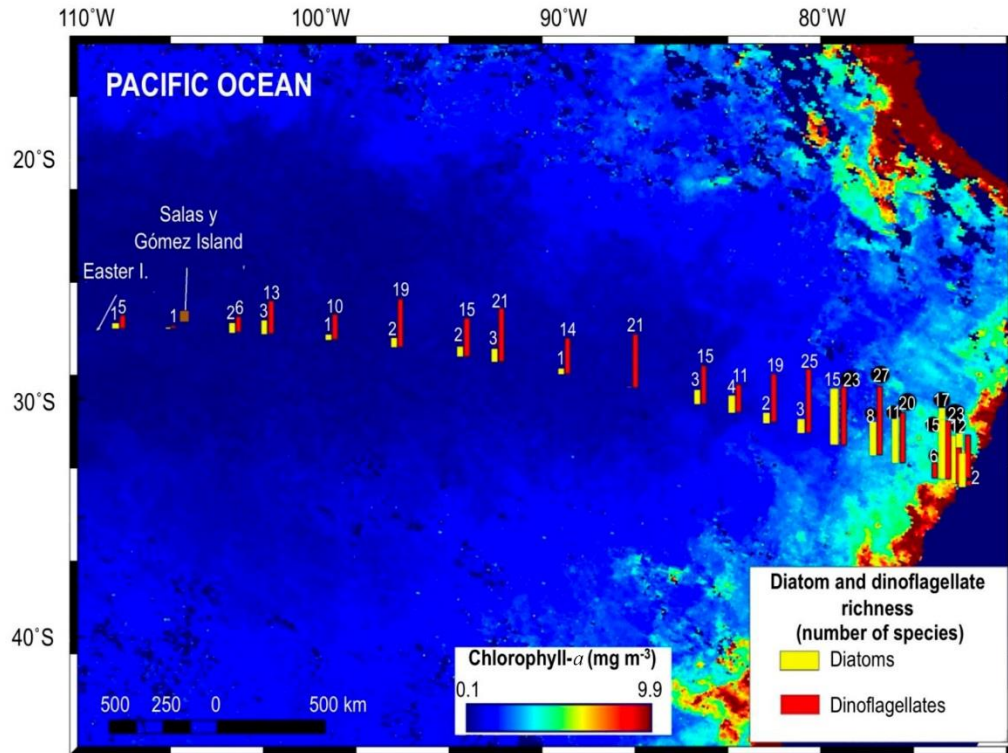 110°W 100°W 90°W 80°W
PACIFIC OCEAN
20°S
Salas y
Gómez Island
Easter I.
1 5
1
2 6
3 13
1 10
2 19
2 15
3 21
1 14
21
3 15
4 11
2 19
3 25
15 23
8 27
11 20
15 17 23
6 12
2
30°S
40°S
Chlorophyll-a (mg m-3)
0.1 9.9
500 250 0 500 km
Diatom and dinoflagellate
richness
(number of species)
Diatoms
Dinoflagellates